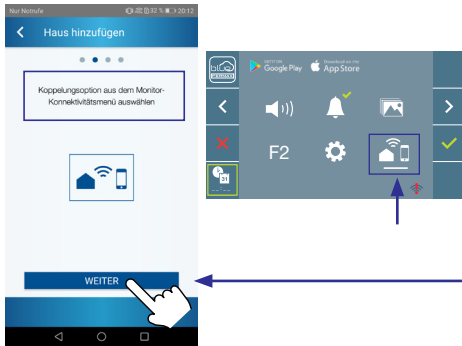 Nur Notrufe 32 % 20:12
Haus hinzufügen
Koppelungsoption aus dem Monitor-
Konnektivitätsmenü auswählen
WEITER
Google Play
App Store
F2
31
--:--